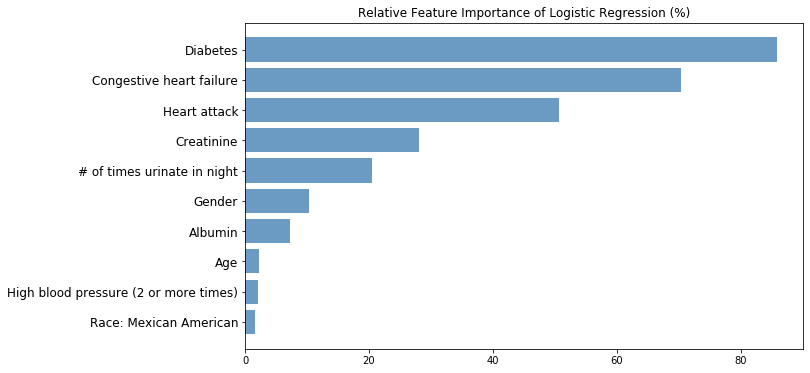 Relative Feature Importance of Logistic Regression (%)
Diabetes
Congestive heart failure
Heart attack
Creatinine
# of times urinate in night
Gender
Albumin
Age
High blood pressure (2 or more times)
Race: Mexican American
0 20 40 60 80